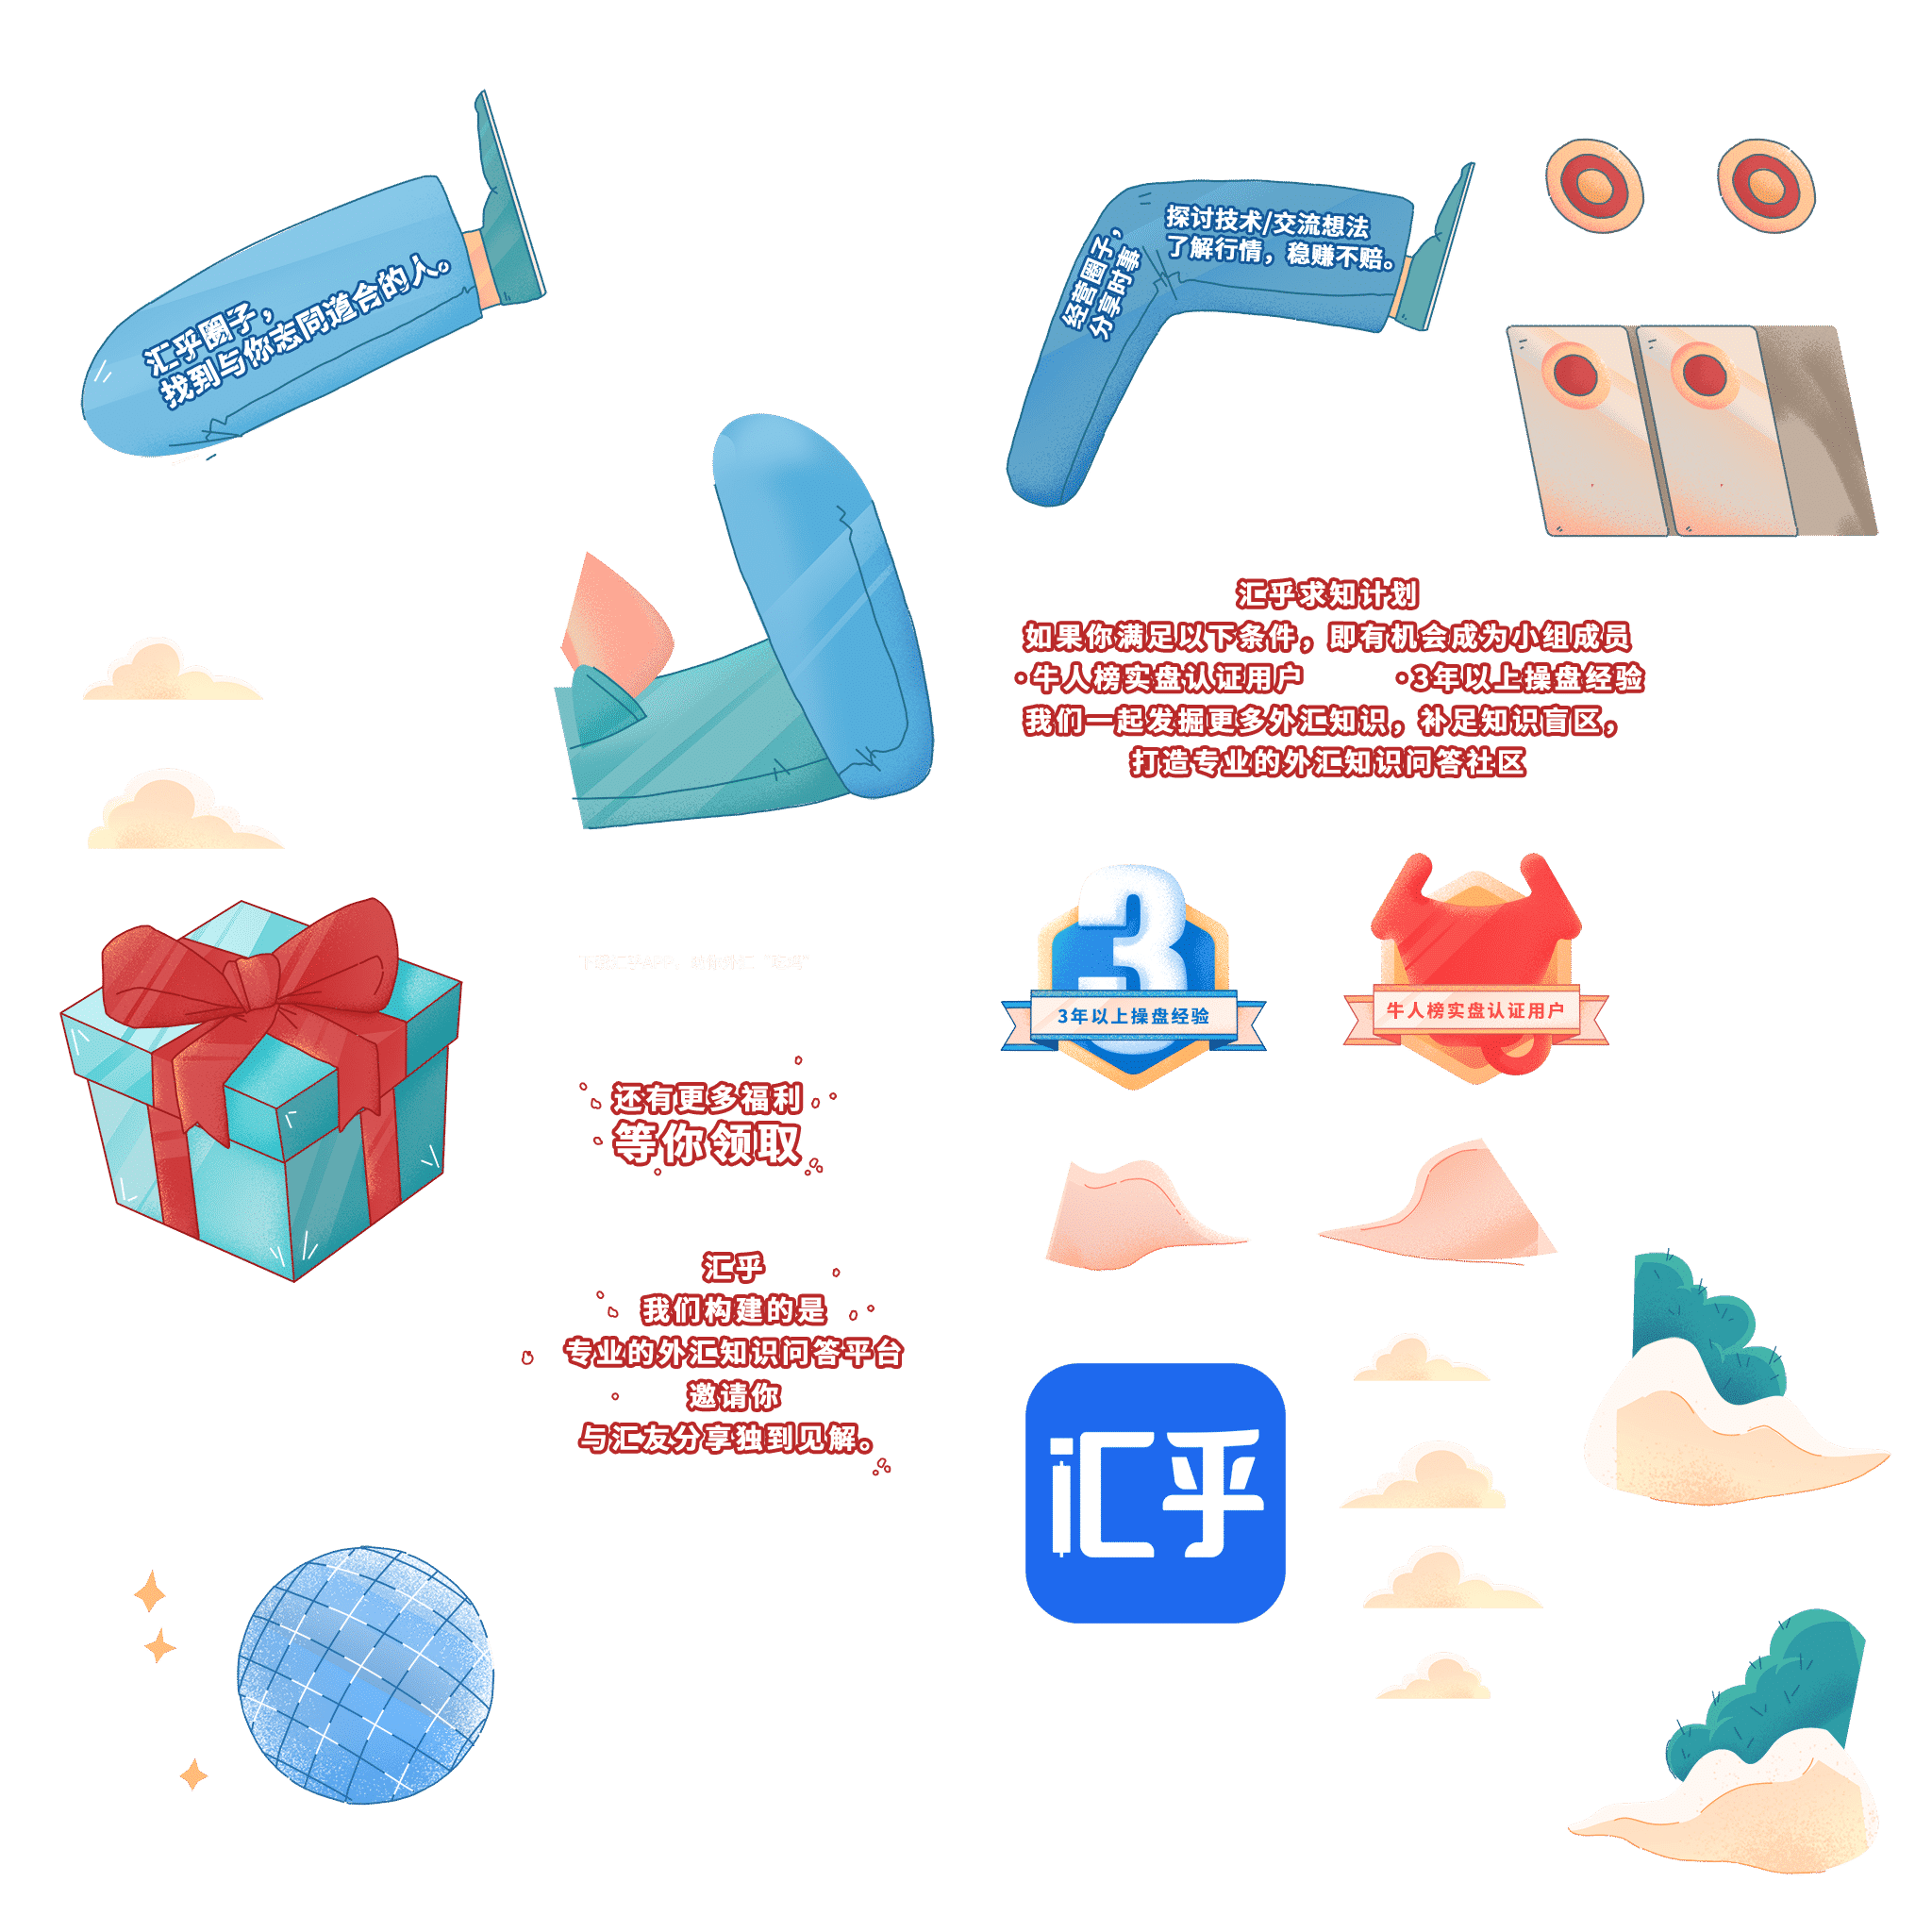 汇乎圈子，
找到与你志同道合的人。
经营圈子，
分享时事
探讨技术/交流想法
了解行情，稳赚不赔。
汇乎求知计划
如果你满足以下条件，即有机会成为小组成员
·牛人榜实盘认证用户 ·3年以上操盘经验
我们一起发掘更多外汇知识，补足知识盲区，
打造专业的外汇知识问答社区
3
3年以上操盘经验
牛人榜实盘认证用户
还有更多福利
等你领取
汇乎
我们构建的是
专业的外汇知识问答平台
邀请你
与汇友分享独到见解。
汇乎